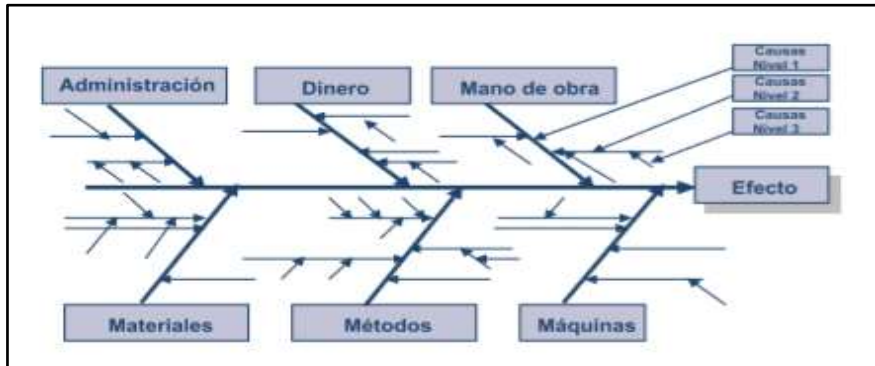 Causas
Nivel 1
Administración
Dinero
Mano de obra
Causas
Nivel 2
Causas
Nivel 3
Efecto
Materiales
Métodos
Máquinas